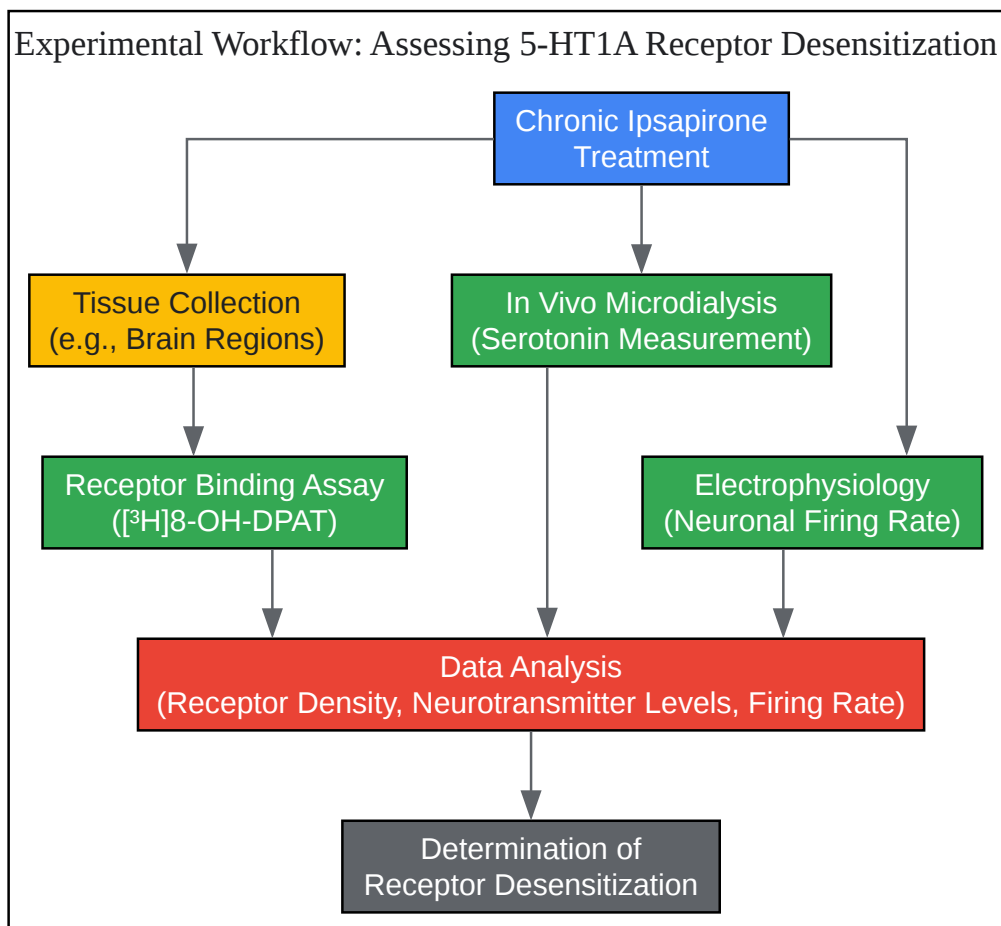 Experimental Workflow: Assessing 5-HT1A Receptor Desensitization
Chronic Ipsapirone
Treatment
Tissue Collection
(e.g., Brain Regions)
In Vivo Microdialysis
(Serotonin Measurement)
Receptor Binding Assay
([³H]8-OH-DPAT)
Electrophysiology
(Neuronal Firing Rate)
Data Analysis
(Receptor Density, Neurotransmitter Levels, Firing Rate)
Determination of
Receptor Desensitization